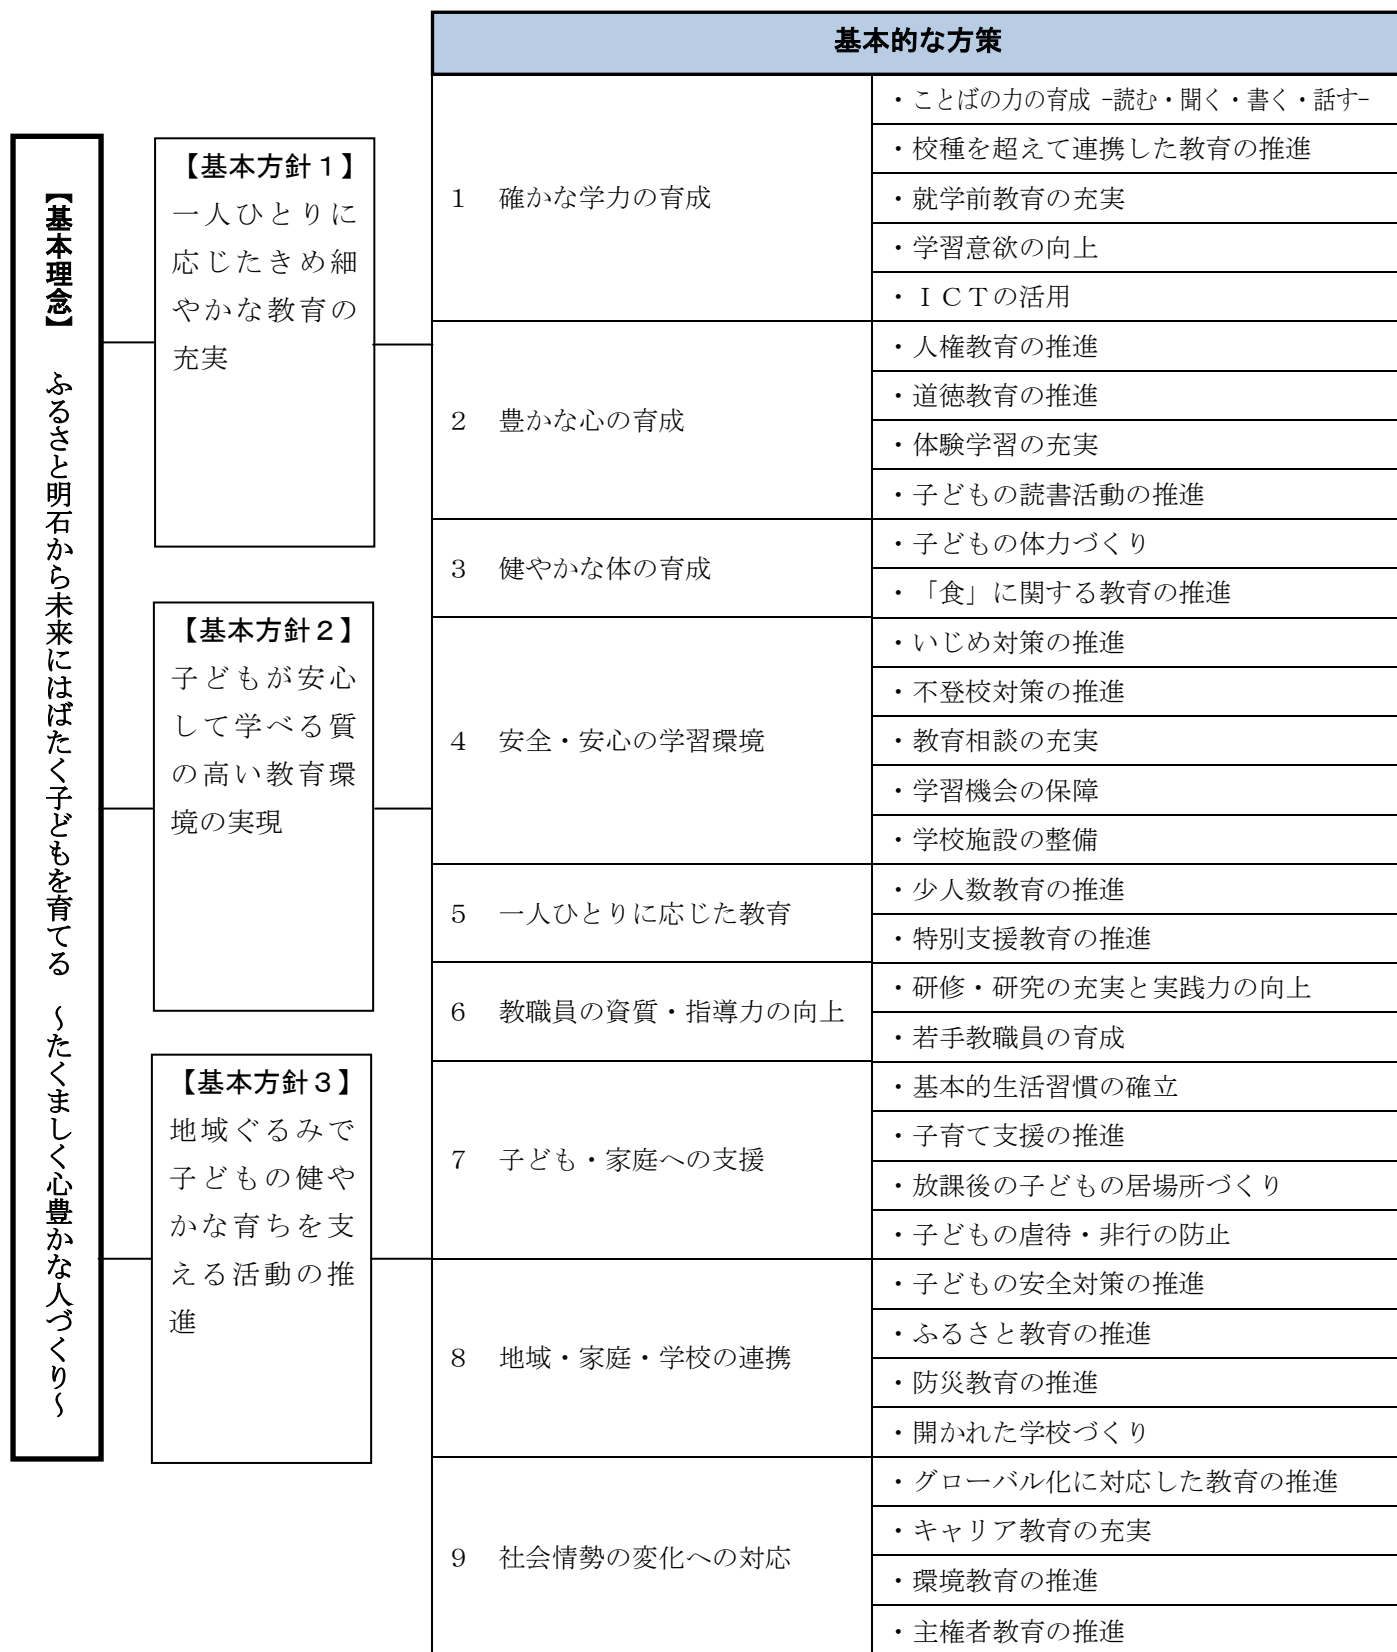 【基本理念】　ふるさと明石から未来にはばたく子どもを育てる　～たくましく心豊かな人づくり～
【基本方針１】
一人ひとりに
応じたきめ細
やかな教育の
充実
【基本方針２】
子どもが安心
して学べる質
の高い教育環
境の実現
【基本方針３】
地域ぐるみで
子どもの健や
かな育ちを支
える活動の推
進
基本的な方策
１　確かな学力の育成
・ことばの力の育成 -読む・聞く・書く・話す-
・校種を超えて連携した教育の推進
・就学前教育の充実
・学習意欲の向上
・ＩＣＴの活用
２　豊かな心の育成
・人権教育の推進
・道徳教育の推進
・体験学習の充実
・子どもの読書活動の推進
３　健やかな体の育成
・子どもの体力づくり
・「食」に関する教育の推進
４　安全・安心の学習環境
・いじめ対策の推進
・不登校対策の推進
・教育相談の充実
・学習機会の保障
・学校施設の整備
５　一人ひとりに応じた教育
・少人数教育の推進
・特別支援教育の推進
６　教職員の資質・指導力の向上
・研修・研究の充実と実践力の向上
・若手教職員の育成
７　子ども・家庭への支援
・基本的生活習慣の確立
・子育て支援の推進
・放課後の子どもの居場所づくり
・子どもの虐待・非行の防止
８　地域・家庭・学校の連携
・子どもの安全対策の推進
・ふるさと教育の推進
・防災教育の推進
・開かれた学校づくり
９　社会情勢の変化への対応
・グローバル化に対応した教育の推進
・キャリア教育の充実
・環境教育の推進
・主権者教育の推進